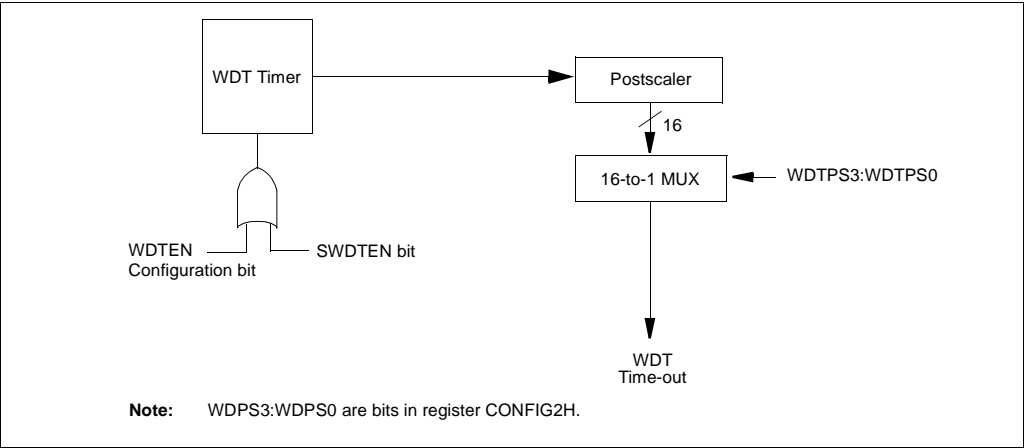 WDT Timer
Postscaler
16
16-to-1 MUX
WDTPS3:WDTPS0
WDTEN
Configuration bit
SWDTEN bit
WDT
Time-out
Note: WDPS3:WDPS0 are bits in register CONFIG2H.